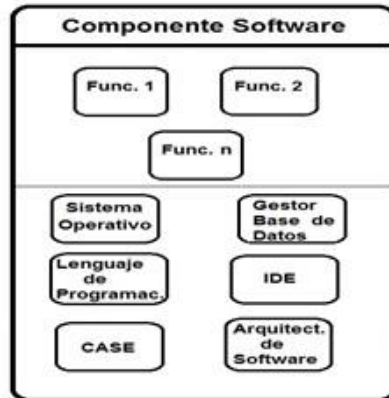 Componente Software
Func. 1
Func. 2
Func. n
Sistema
Operativo
Gestor
Base de
Datos
Lenguaje
de
Programac.
IDE
CASE
Arquitect.
de
Software